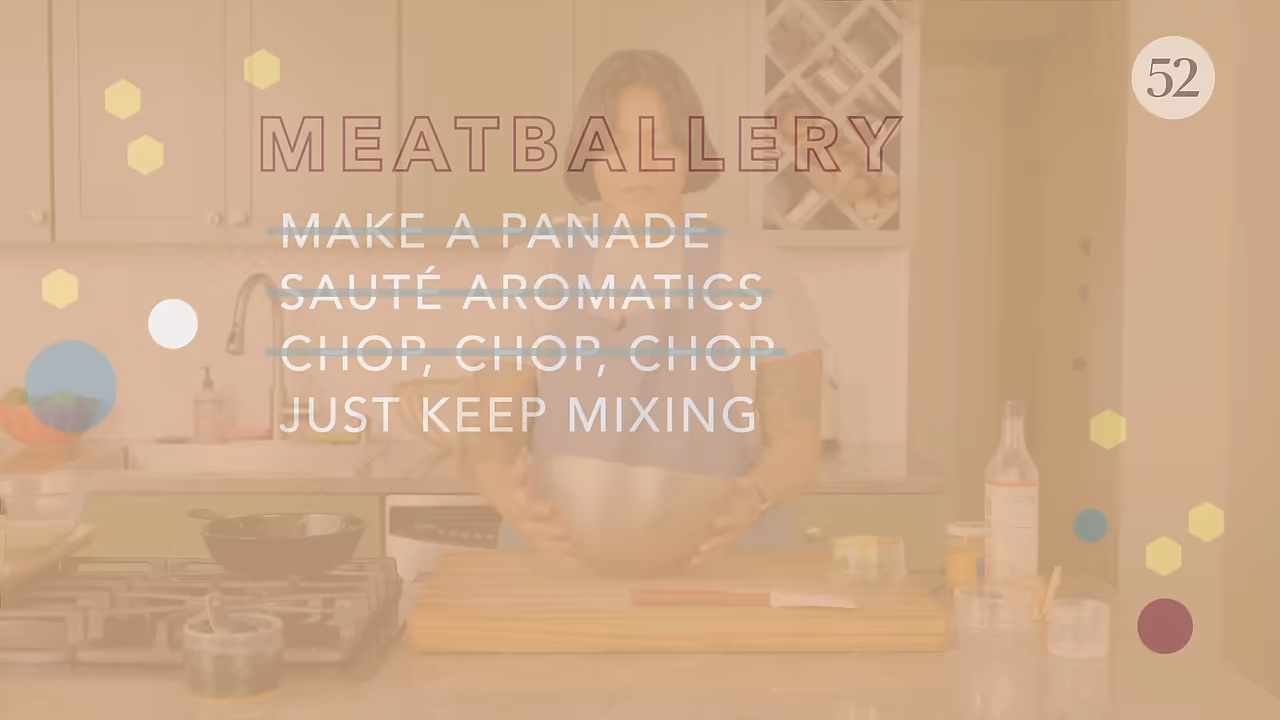 52
MEATBALLERY
MAKE A PANADE
SAUTÉ AROMATICS
CHOP, CHOP, CHOP
JUST KEEP MIXING